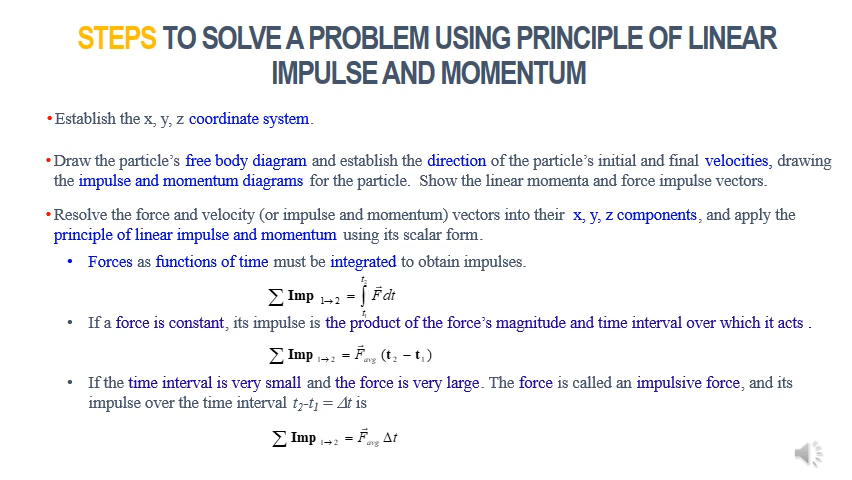 STEPS TO SOLVE A PROBLEM USING PRINCIPLE OF LINEAR
IMPULSE AND MOMENTUM
• Establish the x, y, z coordinate system.
• Draw the particle's free body diagram and establish the direction of the particle's initial and final velocities, drawing
the impulse and momentum diagrams for the particle. Show the linear momenta and force impulse vectors.
• Resolve the force and velocity (or impulse and momentum) vectors into their x, y, z components, and apply the
principle of linear impulse and momentum using its scalar form.
• Forces as functions of time must be integrated to obtain impulses.
∑ Imp 1→2 = ∫_{t₁}^{t₂} F⃗ dt
• If a force is constant, its impulse is the product of the force's magnitude and time interval over which it acts .
∑ Imp 1→2 = F⃗ avg (t₂ − t₁)
• If the time interval is very small and the force is very large. The force is called an impulsive force, and its
impulse over the time interval t₂-t₁ = Δt is
∑ Imp 1→2 = F⃗ avg Δt